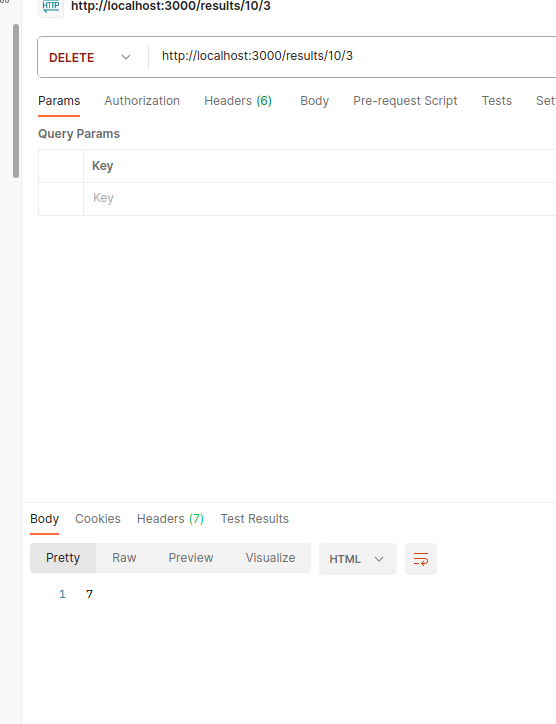 HTTP http://localhost:3000/results/10/3
DELETE http://localhost:3000/results/10/3
Params Authorization Headers (6) Body Pre-request Script Tests Set
Query Params
Key
Key
Body Cookies Headers (7) Test Results
Pretty Raw Preview Visualize HTML
1 7